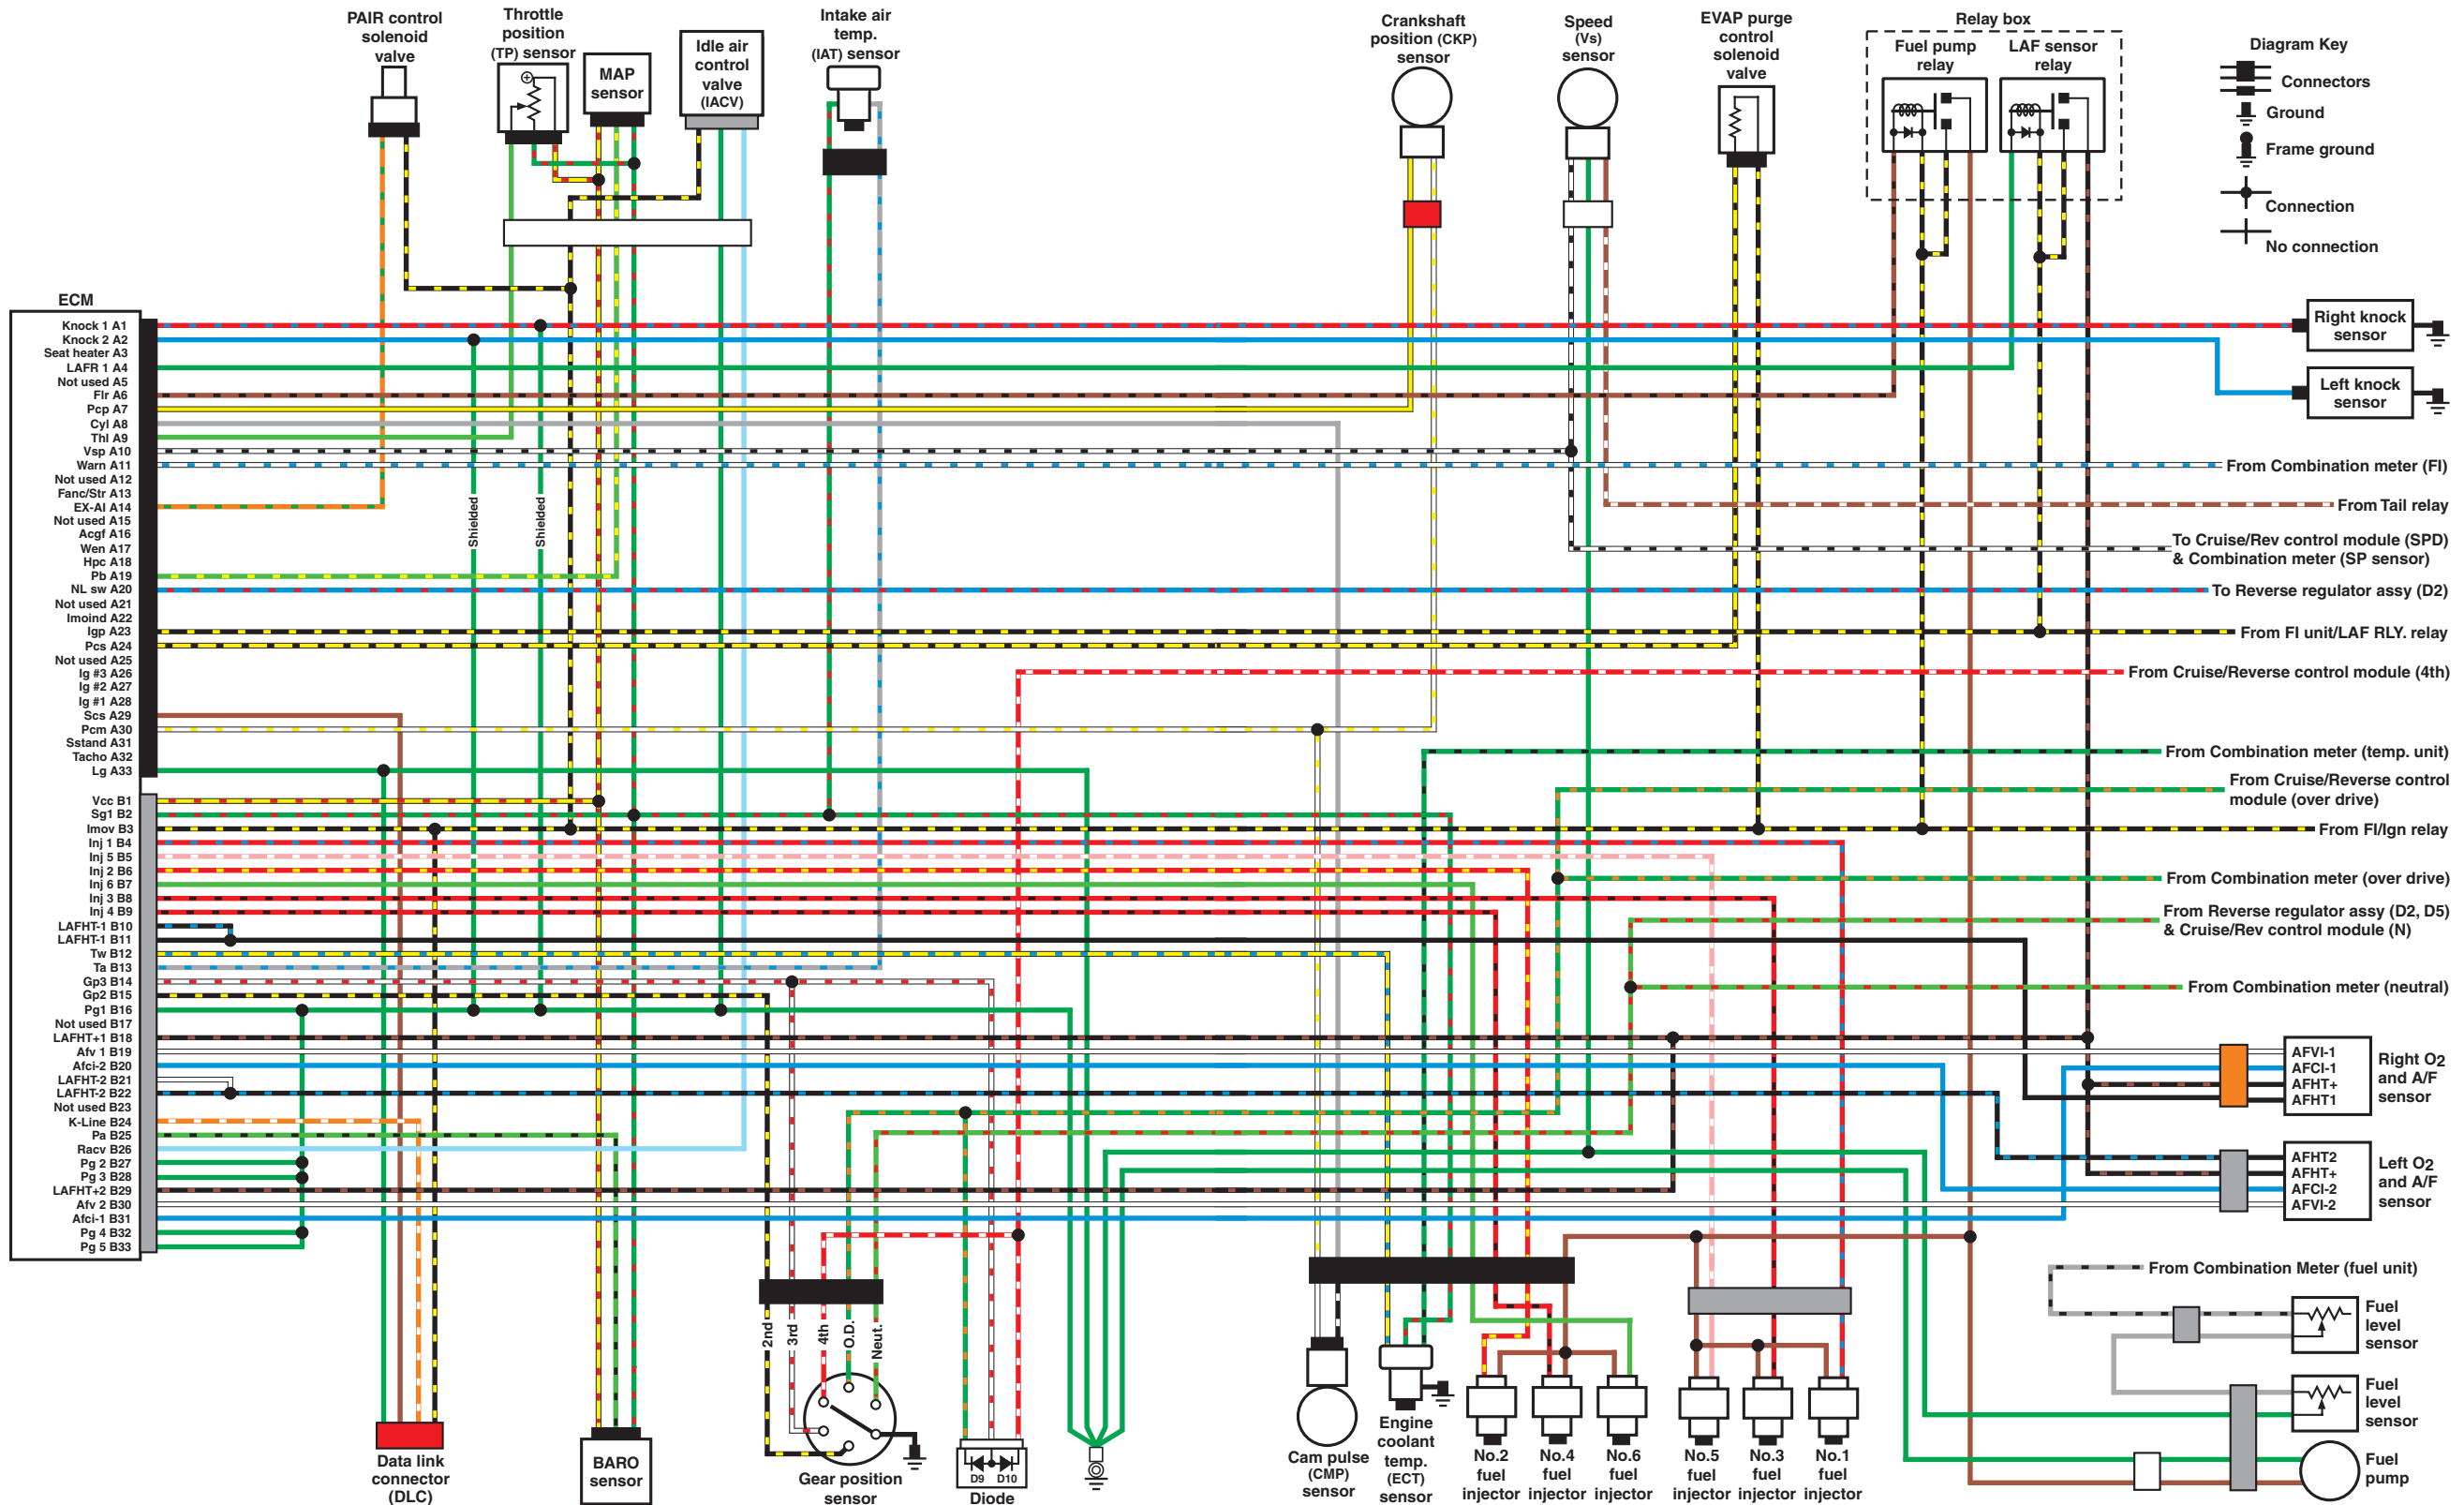 PAIR control
solenoid
valve
Throttle
position
(TP) sensor
MAP
sensor
Idle air
control
valve
(IACV)
Intake air
temp.
(IAT) sensor
Crankshaft
position (CKP)
sensor
Speed
(Vs)
sensor
EVAP purge
control
solenoid
valve
Relay box
Fuel pump
relay
LAF sensor
relay
Diagram Key
Connectors
Ground
Frame ground
Connection
No connection
ECM
Knock 1 A1
Knock 2 A2
Seat heater A3
LAFR 1 A4
Not used A5
Flr A6
Pcp A7
Cyl A8
Thl A9
Vsp A10
Warn A11
Not used A12
Fanc/Str A13
EX-AI A14
Not used A15
Acgf A16
Wen A17
Hpc A18
Pb A19
NL sw A20
Not used A21
Imoind A22
Igp A23
Pcs A24
Not used A25
Ig #3 A26
Ig #2 A27
Ig #1 A28
Scs A29
Pcm A30
Sstand A31
Tacho A32
Lg A33
Vcc B1
Sg1 B2
Imov B3
Inj 1 B4
Inj 5 B5
Inj 2 B6
Inj 6 B7
Inj 3 B8
Inj 4 B9
LAFHT-1 B10
LAFHT-1 B11
Tw B12
Ta B13
Gp3 B14
Gp2 B15
Pg1 B16
Not used B17
LAFHT+1 B18
Afv 1 B19
Afci-2 B20
LAFHT-2 B21
LAFHT-2 B22
Not used B23
K-Line B24
Pa B25
Racv B26
Pg 2 B27
Pg 3 B28
LAFHT+2 B29
Afv 2 B30
Afci-1 B31
Pg 4 B32
Pg 5 B33
Shielded
Shielded
Right knock
sensor
Left knock
sensor
From Combination meter (FI)
From Tail relay
To Cruise/Rev control module (SPD)
& Combination meter (SP sensor)
To Reverse regulator assy (D2)
From FI unit/LAF RLY. relay
From Cruise/Reverse control module (4th)
From Combination meter (temp. unit)
From Cruise/Reverse control
module (over drive)
From FI/Ign relay
From Combination meter (over drive)
From Reverse regulator assy (D2, D5)
& Cruise/Rev control module (N)
From Combination meter (neutral)
AFVI-1
AFCI-1
AFHT+
AFHT1
Right O2
and A/F
sensor
AFHT2
AFHT+
AFCI-2
AFVI-2
Left O2
and A/F
sensor
From Combination Meter (fuel unit)
Fuel
level
sensor
Fuel
level
sensor
Fuel
pump
2nd
3rd
4th
O.D.
Neut.
Data link
connector
(DLC)
BARO
sensor
Gear position
sensor
D9 D10
Diode
Cam pulse
(CMP)
sensor
Engine
coolant
temp.
(ECT)
sensor
No.2
fuel
injector
No.4
fuel
injector
No.6
fuel
injector
No.5
fuel
injector
No.3
fuel
injector
No.1
fuel
injector